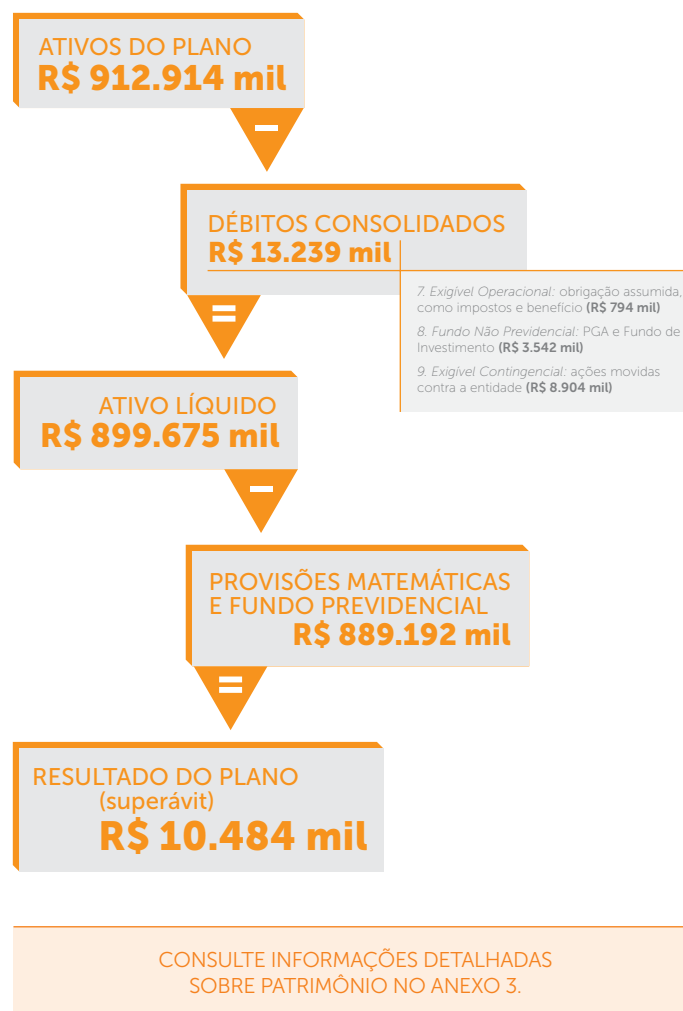 ATIVOS DO PLANO
R$ 912.914 mil
–
DÉBITOS CONSOLIDADOS
R$ 13.239 mil
7. Exigível Operacional: obrigação assumida,
como impostos e benefício (R$ 794 mil)
8. Fundo Não Previdencial: PGA e Fundo de
Investimento (R$ 3.542 mil)
9. Exigível Contingencial: ações movidas
contra a entidade (R$ 8.904 mil)
=
ATIVO LÍQUIDO
R$ 899.675 mil
–
PROVISÕES MATEMÁTICAS
E FUNDO PREVIDENCIAL
R$ 889.192 mil
=
RESULTADO DO PLANO
(superávit)
R$ 10.484 mil
CONSULTE INFORMAÇÕES DETALHADAS
SOBRE PATRIMÔNIO NO ANEXO 3.